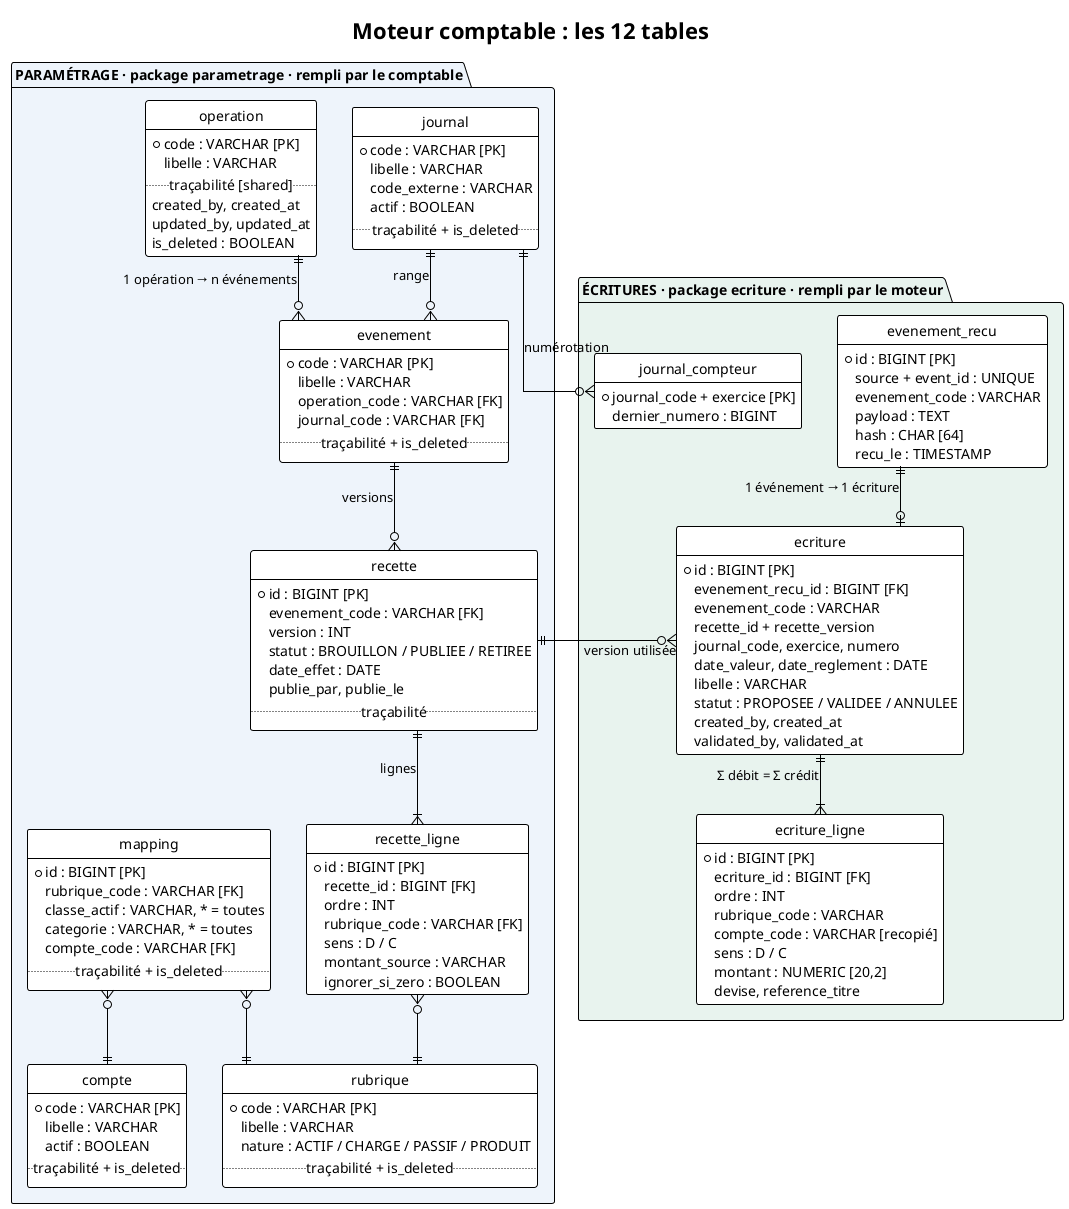 Moteur comptable : les 12 tables
PARAMÉTRAGE · package parametrage · rempli par le comptable
operation
code : VARCHAR [PK]
libelle : VARCHAR
traçabilité [shared]
created_by, created_at
updated_by, updated_at
is_deleted : BOOLEAN
journal
code : VARCHAR [PK]
libelle : VARCHAR
code_externe : VARCHAR
actif : BOOLEAN
traçabilité + is_deleted
1 opération → n événements
range
numérotation
evenement
code : VARCHAR [PK]
libelle : VARCHAR
operation_code : VARCHAR [FK]
journal_code : VARCHAR [FK]
traçabilité + is_deleted
versions
recette
id : BIGINT [PK]
evenement_code : VARCHAR [FK]
version : INT
statut : BROUILLON / PUBLIEE / RETIREE
date_effet : DATE
publie_par, publie_le
traçabilité
version utilisée
lignes
mapping
id : BIGINT [PK]
rubrique_code : VARCHAR [FK]
classe_actif : VARCHAR, * = toutes
categorie : VARCHAR, * = toutes
compte_code : VARCHAR [FK]
traçabilité + is_deleted
recette_ligne
id : BIGINT [PK]
recette_id : BIGINT [FK]
ordre : INT
rubrique_code : VARCHAR [FK]
sens : D / C
montant_source : VARCHAR
ignorer_si_zero : BOOLEAN
compte
code : VARCHAR [PK]
libelle : VARCHAR
actif : BOOLEAN
traçabilité + is_deleted
rubrique
code : VARCHAR [PK]
libelle : VARCHAR
nature : ACTIF / CHARGE / PASSIF / PRODUIT
traçabilité + is_deleted
ÉCRITURES · package ecriture · rempli par le moteur
journal_compteur
journal_code + exercice [PK]
dernier_numero : BIGINT
evenement_recu
id : BIGINT [PK]
source + event_id : UNIQUE
evenement_code : VARCHAR
payload : TEXT
hash : CHAR [64]
recu_le : TIMESTAMP
1 événement → 1 écriture
ecriture
id : BIGINT [PK]
evenement_recu_id : BIGINT [FK]
evenement_code : VARCHAR
recette_id + recette_version
journal_code, exercice, numero
date_valeur, date_reglement : DATE
libelle : VARCHAR
statut : PROPOSEE / VALIDEE / ANNULEE
created_by, created_at
validated_by, validated_at
Σ débit = Σ crédit
ecriture_ligne
id : BIGINT [PK]
ecriture_id : BIGINT [FK]
ordre : INT
rubrique_code : VARCHAR
compte_code : VARCHAR [recopié]
sens : D / C
montant : NUMERIC [20,2]
devise, reference_titre